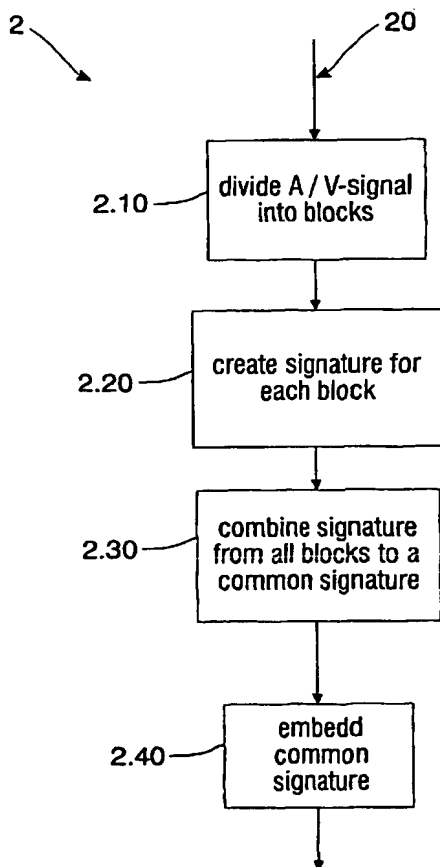 2
20
2.10
divide A / V-signal
into blocks
2.20
create signature for
each block
2.30
combine signature
from all blocks to a
common signature
2.40
embedd
common
signature